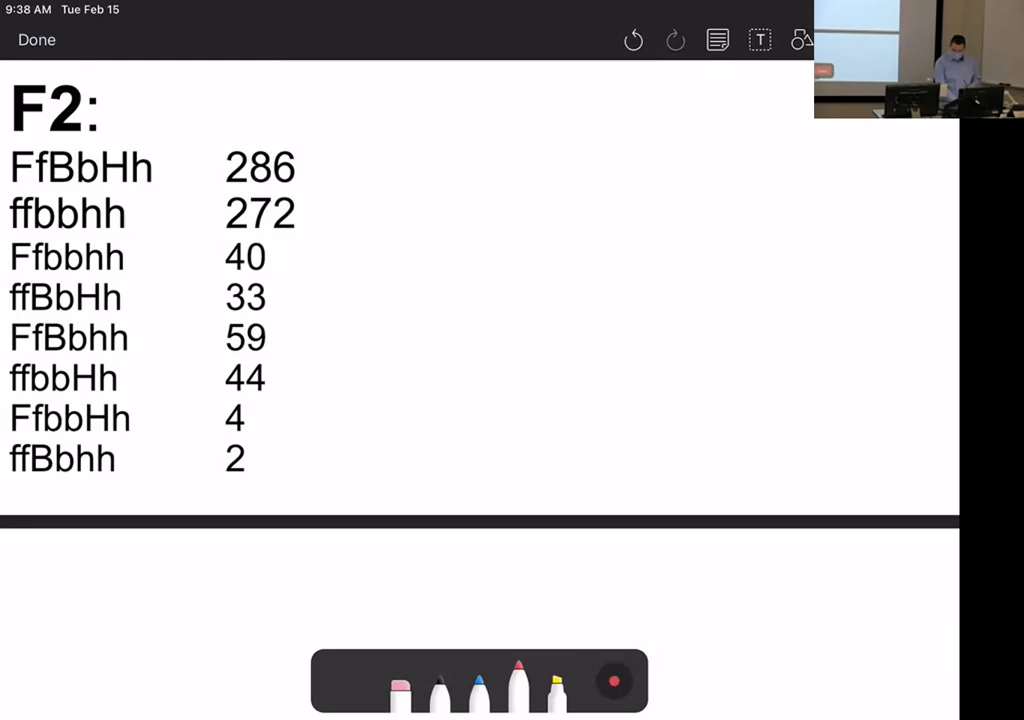 9:38 AM Tue Feb 15
Done
T
F2:
FfBbHh 286
ffbbhh 272
Ffbbhh 40
ffBbHh 33
FfBbhh 59
ffbbHh 44
FfbbHh 4
ffBbhh 2